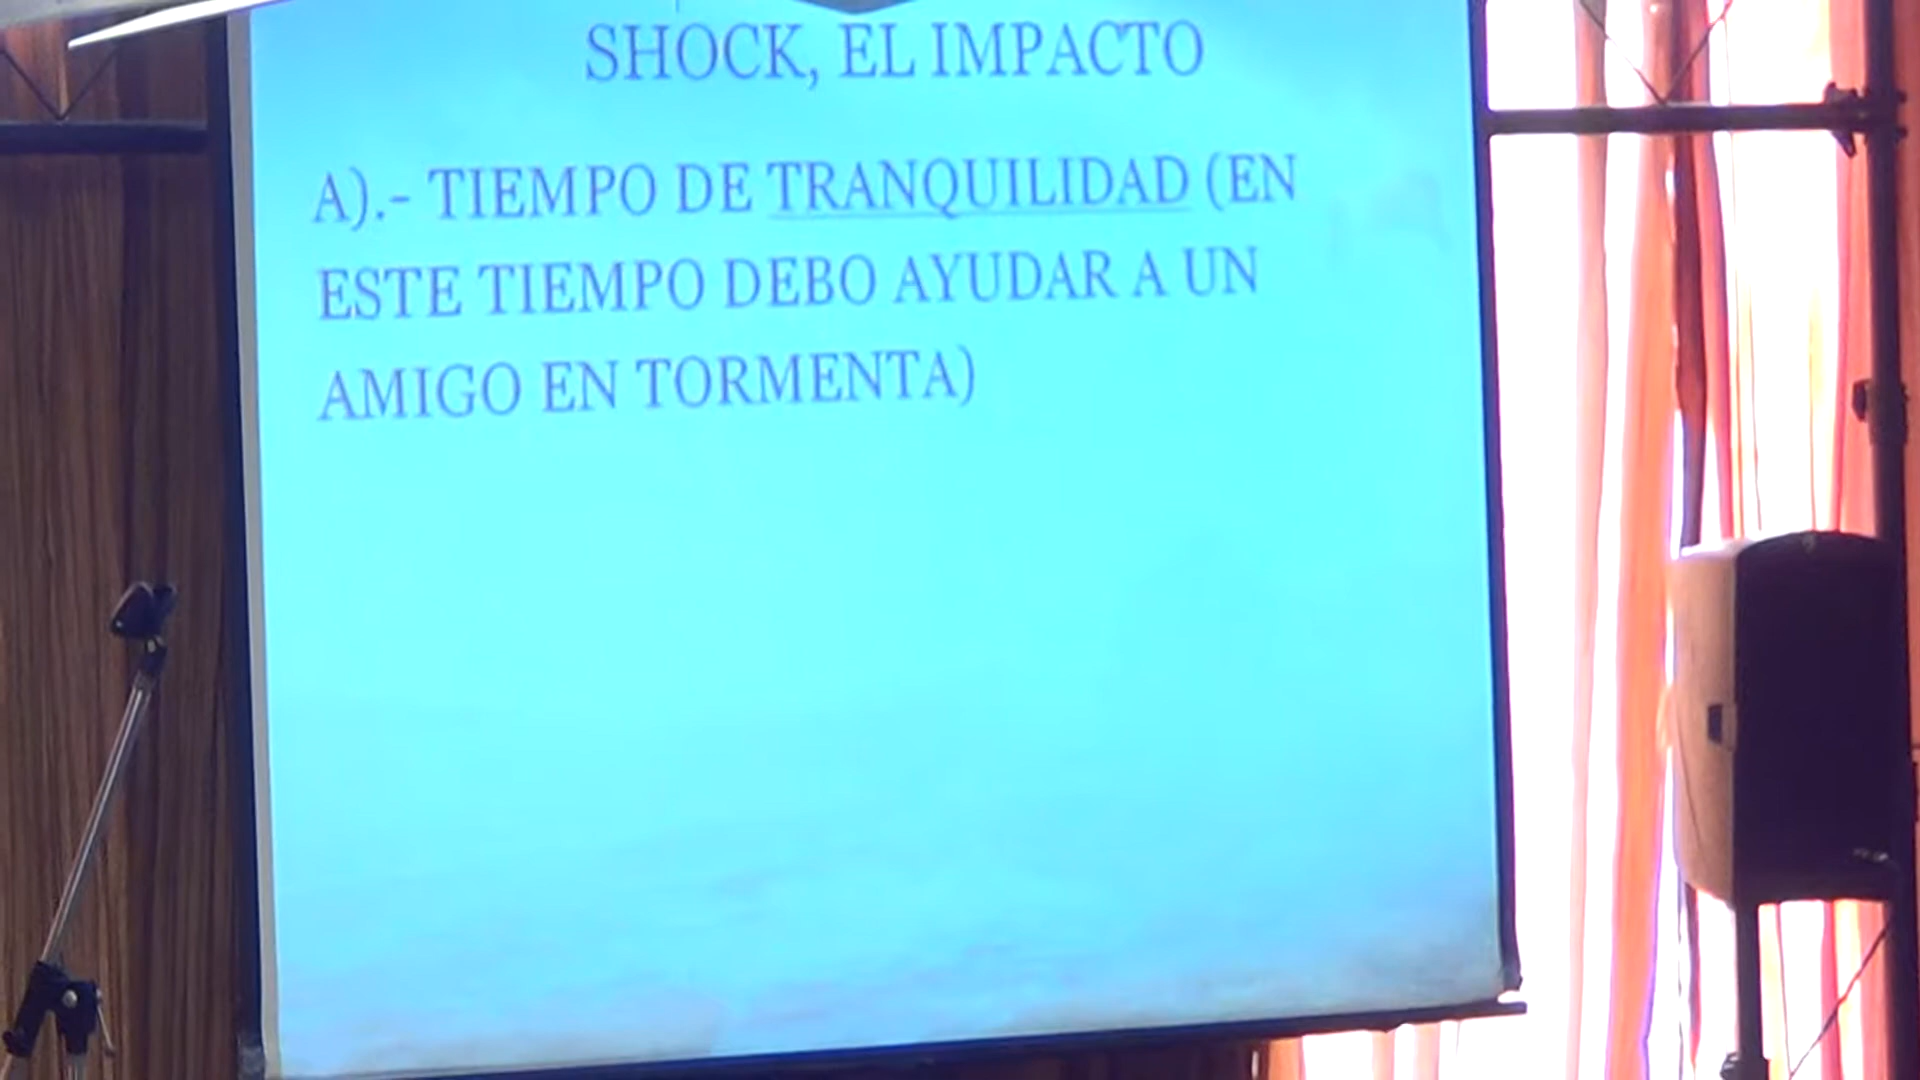 SHOCK, EL IMPACTO
A).- TIEMPO DE TRANQUILIDAD (EN
ESTE TIEMPO DEBO AYUDAR A UN
AMIGO EN TORMENTA)